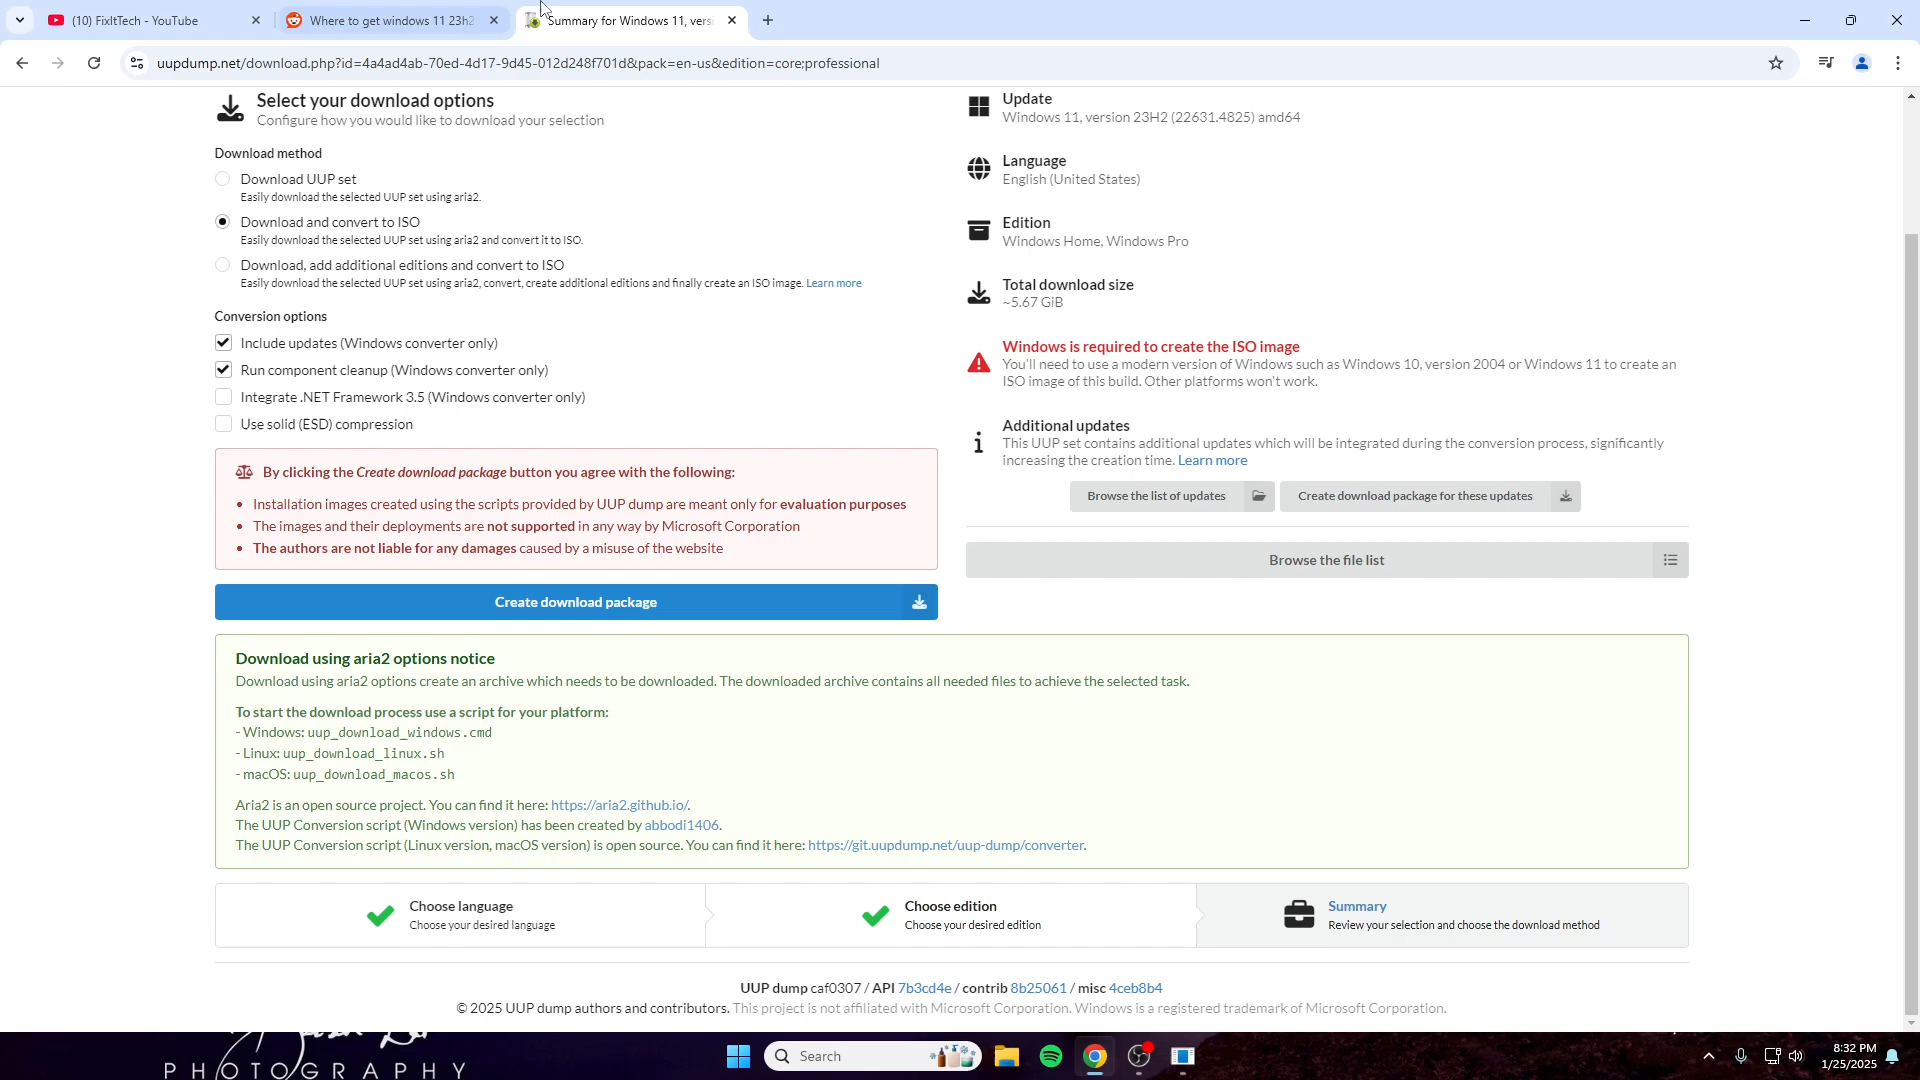 (10) FixItTech - YouTube
Where to get windows 11 23h2
Summary for Windows 11, vers
uupdump.net/download.php?id=4a4ad4ab-70ed-4d17-9d45-012d248f701d&pack=en-us&edition=core;professional
Select your download options
Configure how you would like to download your selection
Download method
Download UUP set
Easily download the selected UUP set using aria2.
Download and convert to ISO
Easily download the selected UUP set using aria2 and convert it to ISO.
Download, add additional editions and convert to ISO
Easily download the selected UUP set using aria2, convert, create additional editions and finally create an ISO image. Learn more
Conversion options
Include updates (Windows converter only)
Run component cleanup (Windows converter only)
Integrate .NET Framework 3.5 (Windows converter only)
Use solid (ESD) compression
By clicking the Create download package button you agree with the following:
• Installation images created using the scripts provided by UUP dump are meant only for evaluation purposes
• The images and their deployments are not supported in any way by Microsoft Corporation
• The authors are not liable for any damages caused by a misuse of the website
Create download package
Update
Windows 11, version 23H2 (22631.4825) amd64
Language
English (United States)
Edition
Windows Home, Windows Pro
Total download size
~5.67 GiB
Windows is required to create the ISO image
You'll need to use a modern version of Windows such as Windows 10, version 2004 or Windows 11 to create an
ISO image of this build. Other platforms won't work.
Additional updates
This UUP set contains additional updates which will be integrated during the conversion process, significantly
increasing the creation time. Learn more
Browse the list of updates
Create download package for these updates
Browse the file list
Download using aria2 options notice
Download using aria2 options create an archive which needs to be downloaded. The downloaded archive contains all needed files to achieve the selected task.
To start the download process use a script for your platform:
- Windows: uup_download_windows.cmd
- Linux: uup_download_linux.sh
- macOS: uup_download_macos.sh
Aria2 is an open source project. You can find it here: https://aria2.github.io/.
The UUP Conversion script (Windows version) has been created by abbodi1406.
The UUP Conversion script (Linux version, macOS version) is open source. You can find it here: https://git.uupdump.net/uup-dump/converter.
Choose language
Choose your desired language
Choose edition
Choose your desired edition
Summary
Review your selection and choose the download method
UUP dump caf0307 / API 7b3cd4e / contrib 8b25061 / misc 4ceb8b4
© 2025 UUP dump authors and contributors. This project is not affiliated with Microsoft Corporation. Windows is a registered trademark of Microsoft Corporation.
PHOTOGRAPHY
Search
8:32 PM
1/25/2025